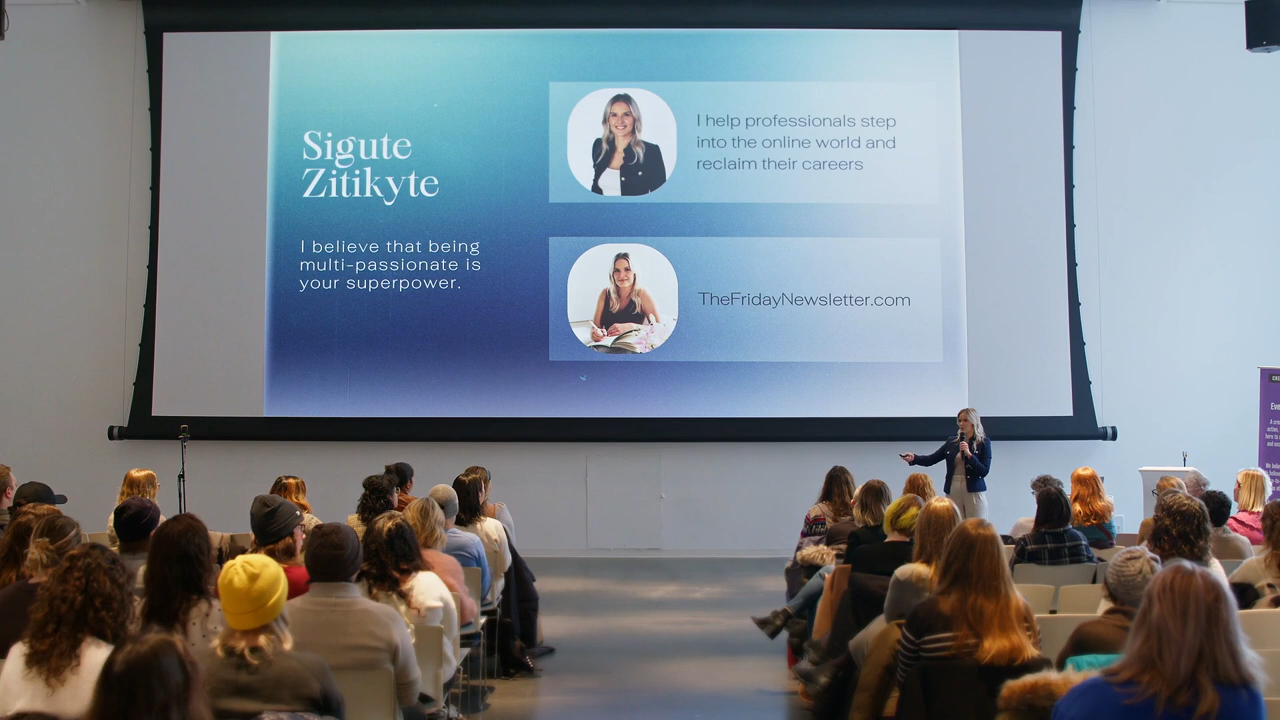 Sigute
Zitikyte
I believe that being
multi-passionate is
your superpower.
I help professionals step
into the online world and
reclaim their careers
TheFridayNewsletter.com